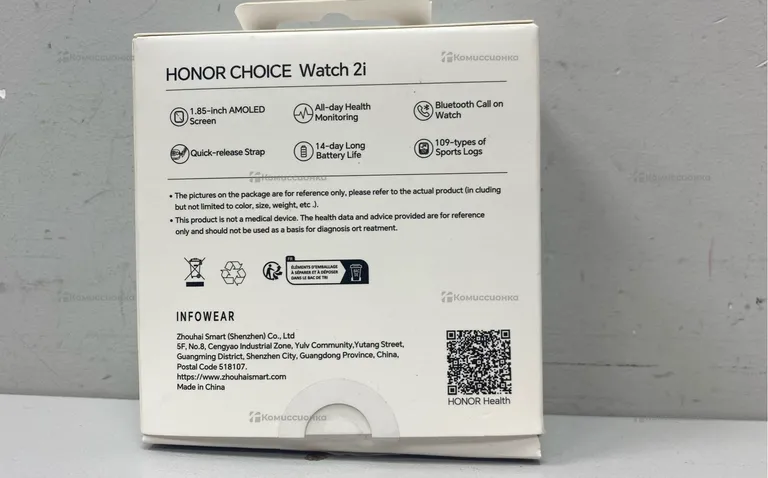 HONOR CHOICE Watch 2i
1.85-inch AMOLED
Screen
All-day Health
Monitoring
Bluetooth Call on
Watch
Quick-release Strap
14-day Long
Battery Life
109-types of
Sports Logs
• The pictures on the package are for reference only, please refer to the actual product (in cluding
but not limited to color, size, weight, etc .).
• This product is not a medical device. The health data and advice provided are for reference
only and should not be used as a basis for diagnosis ort reatment.
FR
ÉLÉMENTS D'EMBALLAGE
À SÉPARER ET À DÉPOSER
DANS LE BAC DE TRI
INFOWEAR
Zhouhai Smart (Shenzhen) Co., Ltd
5F, No.8, Cengyao Industrial Zone, Yulv Community,Yutang Street,
Guangming District, Shenzhen City, Guangdong Province, China,
Postal Code 518107.
https://www.zhouhaismart.com
Made in China
HONOR Health
Комиссионка
Комиссионка
Комиссионка
Комиссионка
Комиссионка
Комиссионка
Комиссионка
Комиссионка